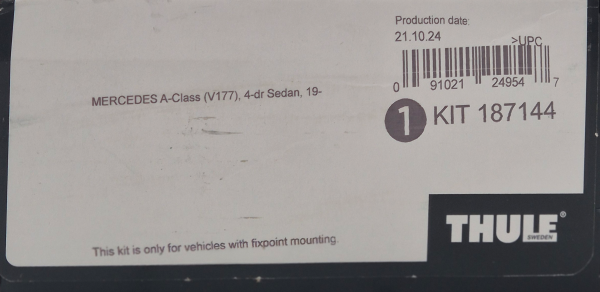 Production date:
21.10.24
>UPC
0 91021 24954 7
MERCEDES A-Class (V177), 4-dr Sedan, 19-
1 KIT 187144
THULE®
SWEDEN
This kit is only for vehicles with fixpoint mounting.